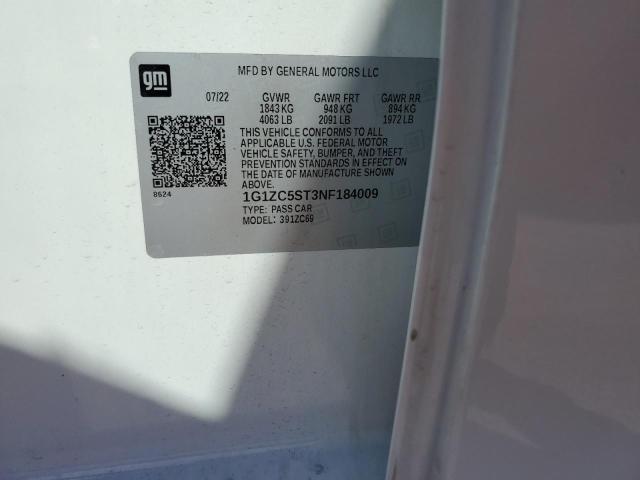 gm
MFD BY GENERAL MOTORS LLC
07/22 GVWR GAWR FRT GAWR RR
1843 KG 948 KG 894 KG
4063 LB 2091 LB 1972 LB
THIS VEHICLE CONFORMS TO ALL
APPLICABLE U.S. FEDERAL MOTOR
VEHICLE SAFETY, BUMPER, AND THEFT
PREVENTION STANDARDS IN EFFECT ON
THE DATE OF MANUFACTURE SHOWN
ABOVE.
8524
1G1ZC5ST3NF184009
TYPE: PASS CAR
MODEL: 391ZC69